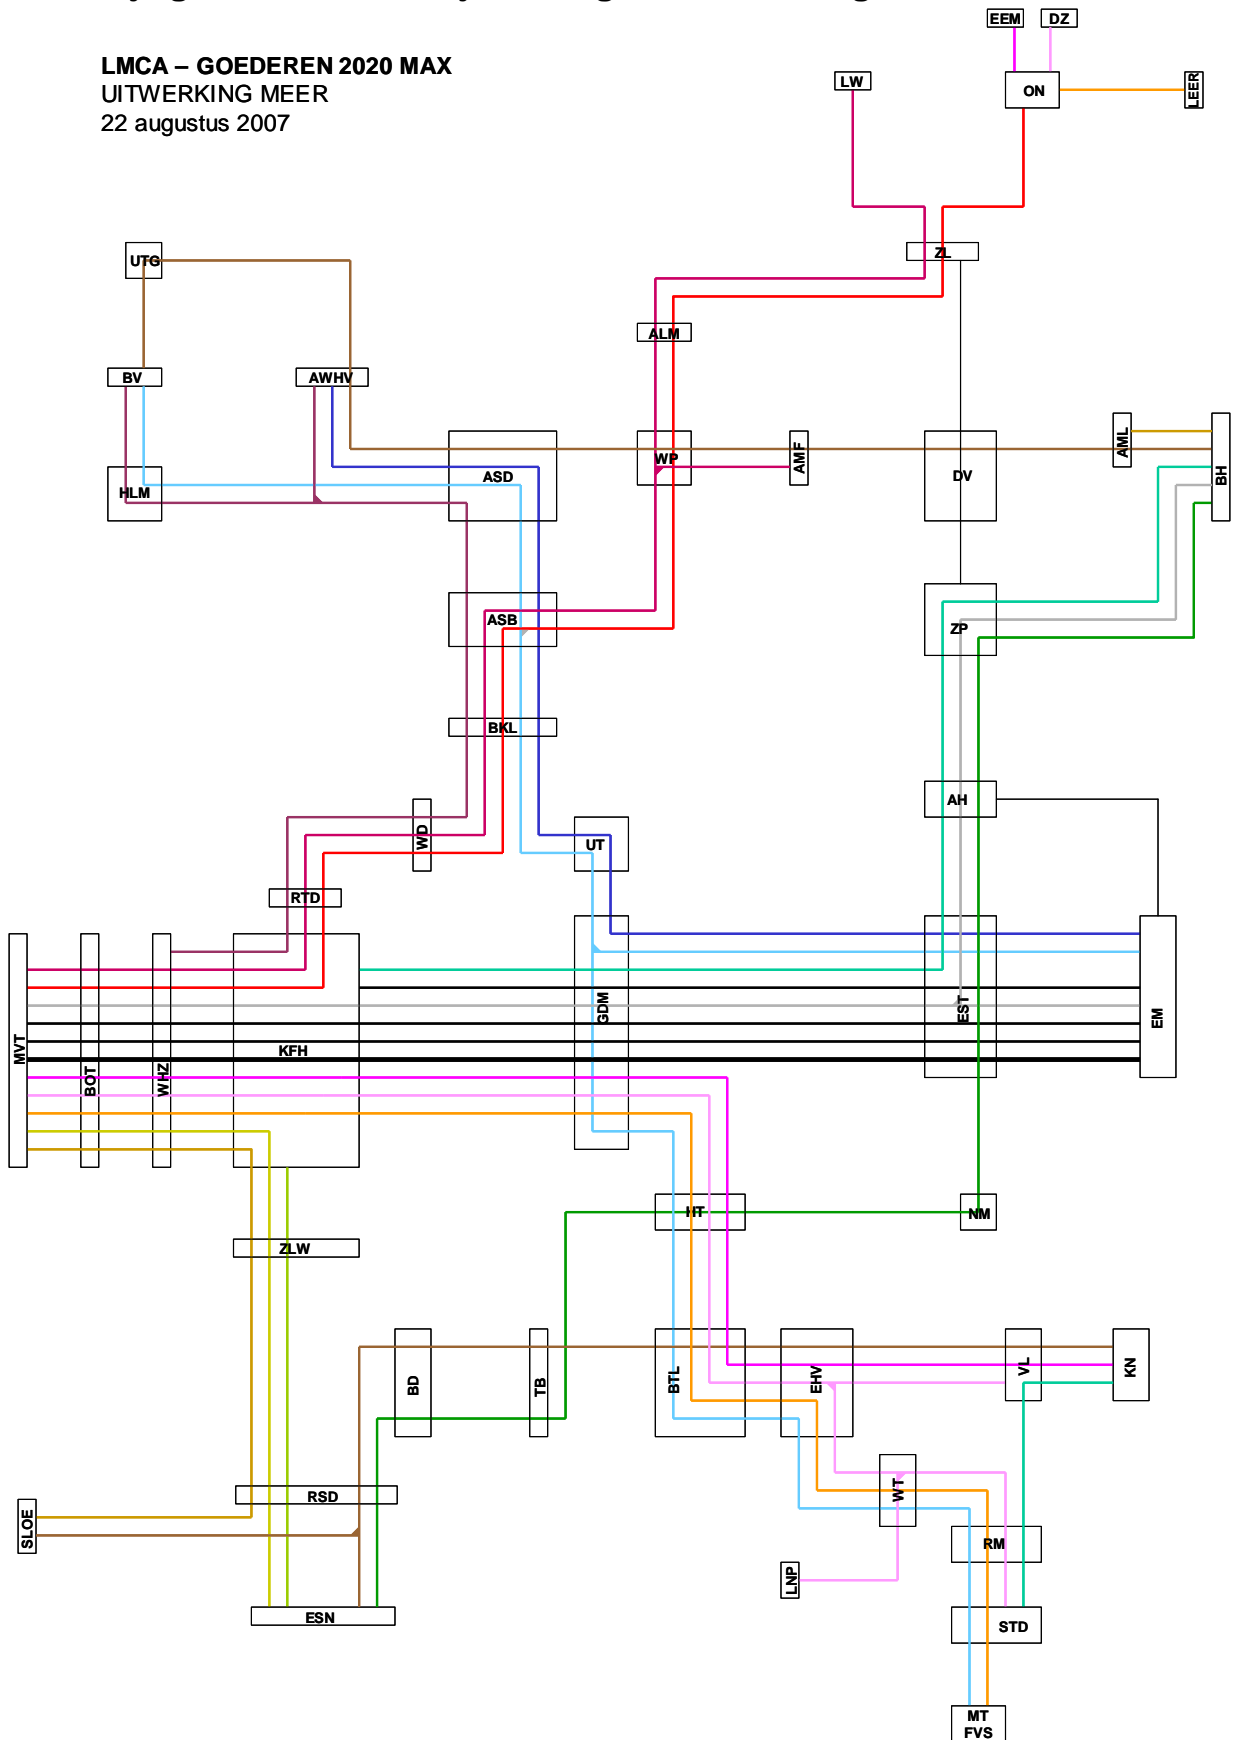 LMCA – GOEDEREN 2020 MAX
UITWERKING MEER
22 augustus 2007
EEM
DZ
LW
ON
LEER
UTG
ZL
ALM
BV
AWHV
HLM
ASD
WP
AMF
DV
AML
BH
ASB
ZP
BKL
WD
UT
AH
RTD
MVT
BOT
WHZ
KFH
GDM
EST
EM
ZLW
HT
NM
BD
TB
BTL
EHV
VL
KN
WT
RSD
SLOE
RM
LNP
ESN
STD
MT
FVS